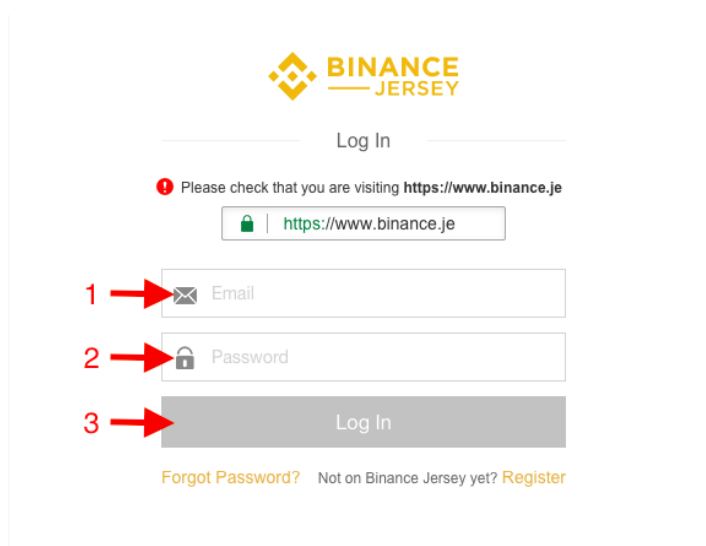 BINANCE
JERSEY
Log In
Please check that you are visiting https://www.binance.je
https://www.binance.je
1 Email
2 Password
3 Log In
Forgot Password? Not on Binance Jersey yet? Register